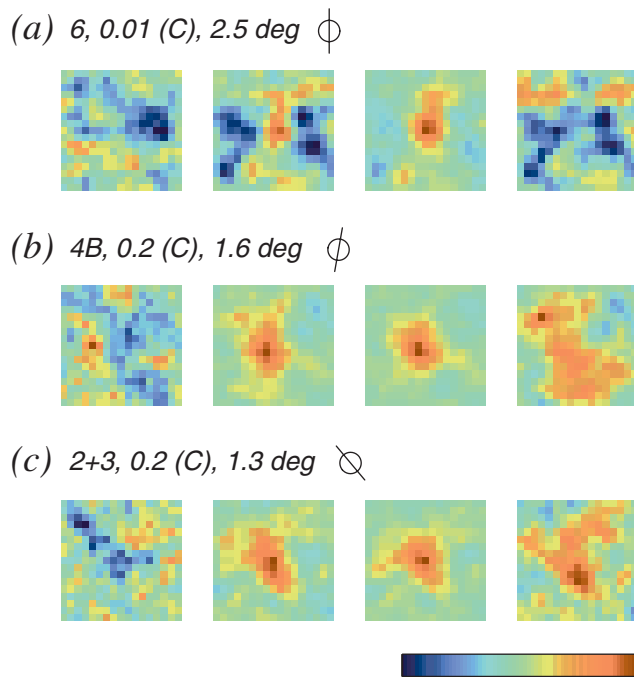 (a) 6, 0.01 (C), 2.5 deg
(b) 4B, 0.2 (C), 1.6 deg
(c) 2+3, 0.2 (C), 1.3 deg